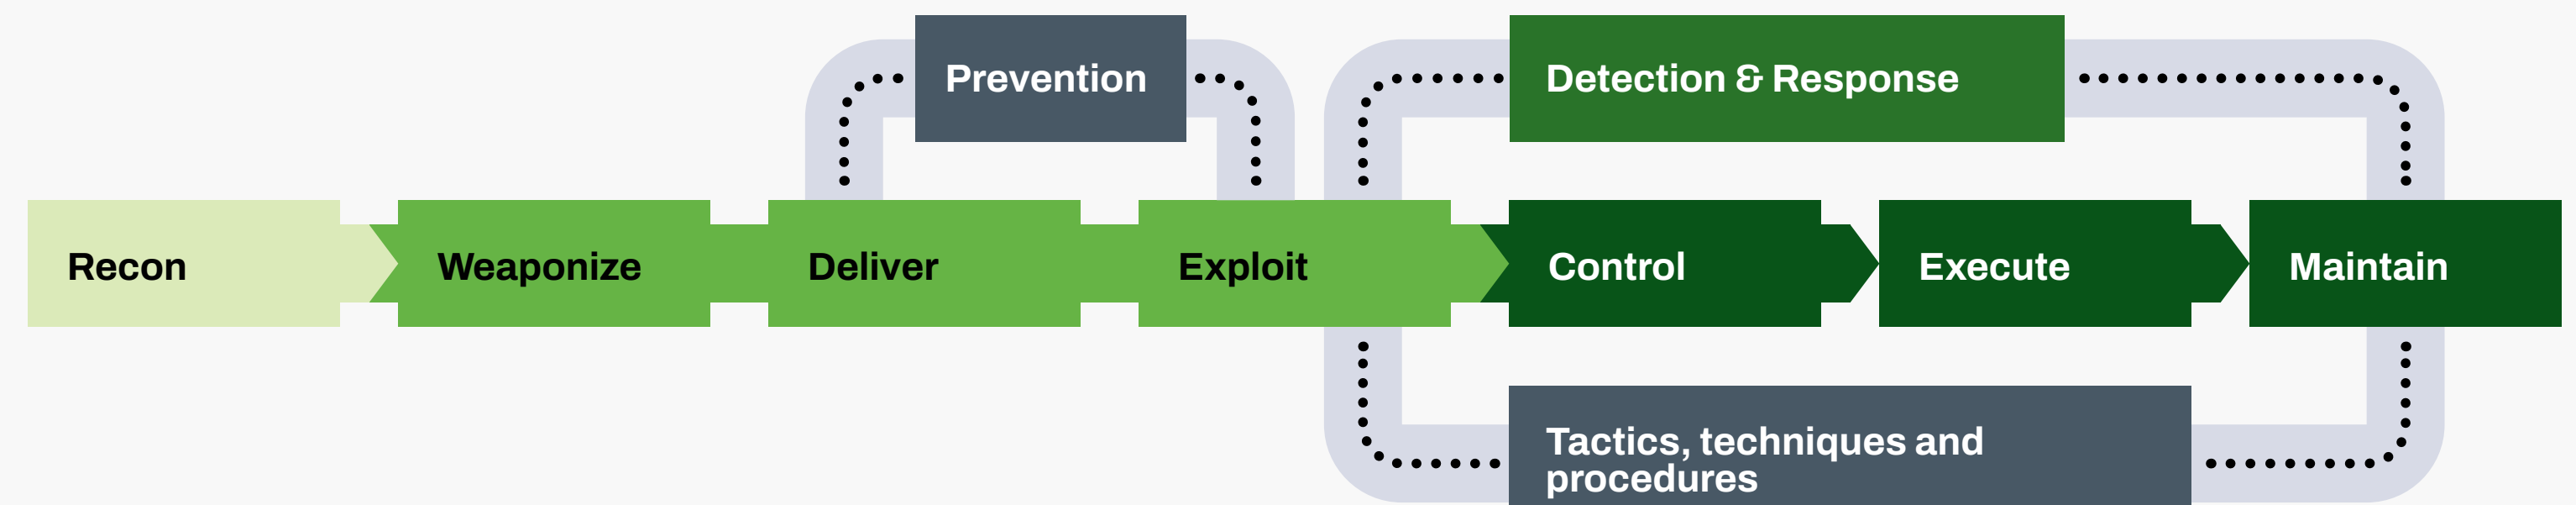 Prevention
Detection & Response
Recon
Weaponize
Deliver
Exploit
Control
Execute
Maintain
Tactics, techniques and
procedures